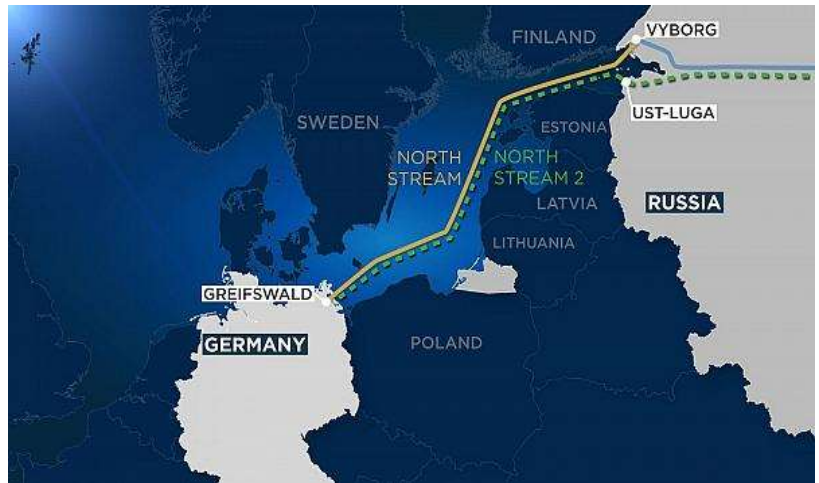 FINLAND
VYBORG
SWEDEN
UST-LUGA
ESTONIA
NORTH
STREAM
NORTH
STREAM 2
LATVIA
RUSSIA
LITHUANIA
GREIFSWALD
GERMANY
POLAND